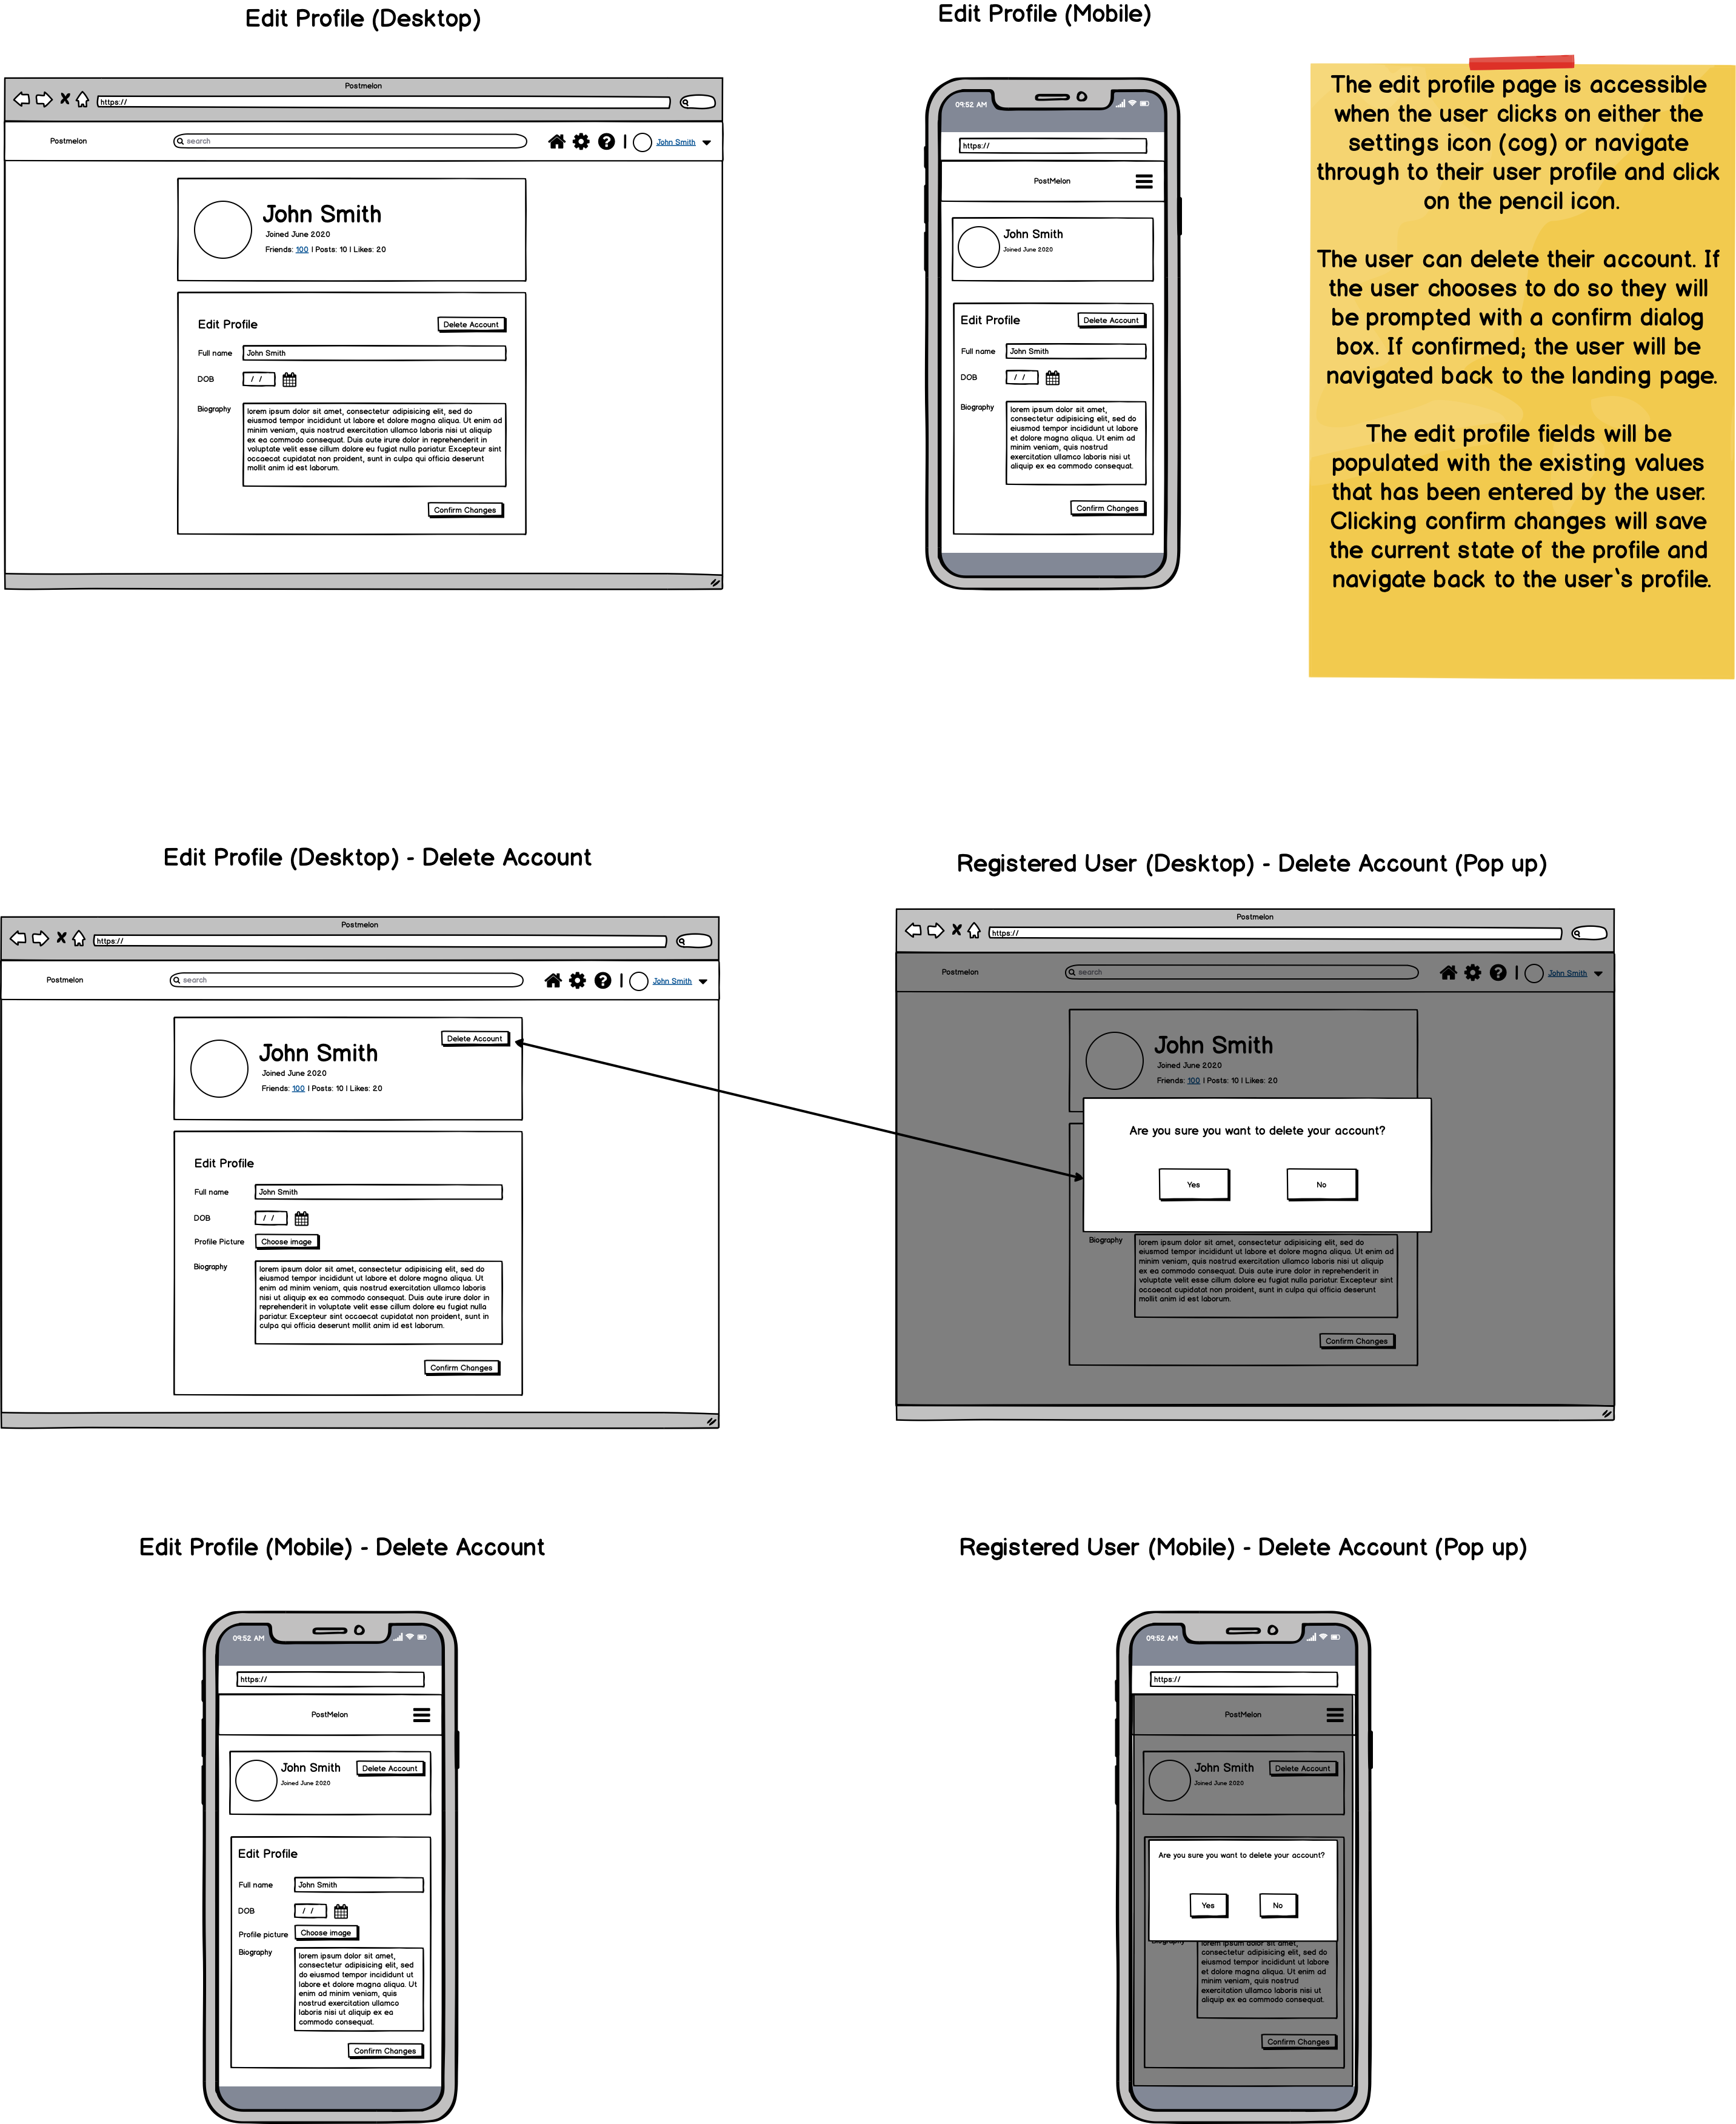 Edit Profile (Desktop)
Postmelon
https://
Postmelon
search
John Smith
John Smith
Joined June 2020
Friends: 100 | Posts: 10 | Likes: 20
Edit Profile
Delete Account
Full name
John Smith
DOB
/ /
Biography
lorem ipsum dolor sit amet, consectetur adipisicing elit, sed do
eiusmod tempor incididunt ut labore et dolore magna aliqua. Ut enim ad
minim veniam, quis nostrud exercitation ullamco laboris nisi ut aliquip
ex ea commodo consequat. Duis aute irure dolor in reprehenderit in
voluptate velit esse cillum dolore eu fugiat nulla pariatur. Excepteur sint
occaecat cupidatat non proident, sunt in culpa qui officia deserunt
mollit anim id est laborum.
Confirm Changes
Edit Profile (Mobile)
09:52 AM
https://
PostMelon
John Smith
Joined June 2020
Edit Profile
Delete Account
Full name
John Smith
DOB
/ /
Biography
lorem ipsum dolor sit amet,
consectetur adipisicing elit, sed do
eiusmod tempor incididunt ut labore
et dolore magna aliqua. Ut enim ad
minim veniam, quis nostrud
exercitation ullamco laboris nisi ut
aliquip ex ea commodo consequat.
Confirm Changes
The edit profile page is accessible
when the user clicks on either the
settings icon (cog) or navigate
through to their user profile and click
on the pencil icon.
The user can delete their account. If
the user chooses to do so they will
be prompted with a confirm dialog
box. If confirmed; the user will be
navigated back to the landing page.
The edit profile fields will be
populated with the existing values
that has been entered by the user.
Clicking confirm changes will save
the current state of the profile and
navigate back to the user`s profile.
Edit Profile (Desktop) - Delete Account
Postmelon
https://
Postmelon
search
John Smith
John Smith
Delete Account
Joined June 2020
Friends: 100 | Posts: 10 | Likes: 20
Edit Profile
Full name
John Smith
DOB
/ /
Profile Picture
Choose image
Biography
lorem ipsum dolor sit amet, consectetur adipisicing elit, sed do
eiusmod tempor incididunt ut labore et dolore magna aliqua. Ut
enim ad minim veniam, quis nostrud exercitation ullamco laboris
nisi ut aliquip ex ea commodo consequat. Duis aute irure dolor in
reprehenderit in voluptate velit esse cillum dolore eu fugiat nulla
pariatur. Excepteur sint occaecat cupidatat non proident, sunt in
culpa qui officia deserunt mollit anim id est laborum.
Confirm Changes
Registered User (Desktop) - Delete Account (Pop up)
Postmelon
https://
Postmelon
search
John Smith
John Smith
Joined June 2020
Friends: 100 | Posts: 10 | Likes: 20
Are you sure you want to delete your account?
Yes
No
Biography
lorem ipsum dolor sit amet, consectetur adipisicing elit, sed do
eiusmod tempor incididunt ut labore et dolore magna aliqua. Ut enim ad
minim veniam, quis nostrud exercitation ullamco laboris nisi ut aliquip
ex ea commodo consequat. Duis aute irure dolor in reprehenderit in
voluptate velit esse cillum dolore eu fugiat nulla pariatur. Excepteur sint
occaecat cupidatat non proident, sunt in culpa qui officia deserunt
mollit anim id est laborum.
Confirm Changes
Edit Profile (Mobile) - Delete Account
09:52 AM
https://
PostMelon
John Smith
Delete Account
Joined June 2020
Edit Profile
Full name
John Smith
DOB
/ /
Profile picture
Choose image
Biography
lorem ipsum dolor sit amet,
consectetur adipisicing elit, sed
do eiusmod tempor incididunt ut
labore et dolore magna aliqua. Ut
enim ad minim veniam, quis
nostrud exercitation ullamco
laboris nisi ut aliquip ex ea
commodo consequat.
Confirm Changes
Registered User (Mobile) - Delete Account (Pop up)
09:52 AM
https://
PostMelon
John Smith
Delete Account
Joined June 2020
Are you sure you want to delete your account?
Yes
No
lorem ipsum dolor sit amet,
consectetur adipisicing elit, sed do
eiusmod tempor incididunt ut labore
et dolore magna aliqua. Ut enim ad
minim veniam, quis nostrud
exercitation ullamco laboris nisi ut
aliquip ex ea commodo consequat.
Confirm Changes